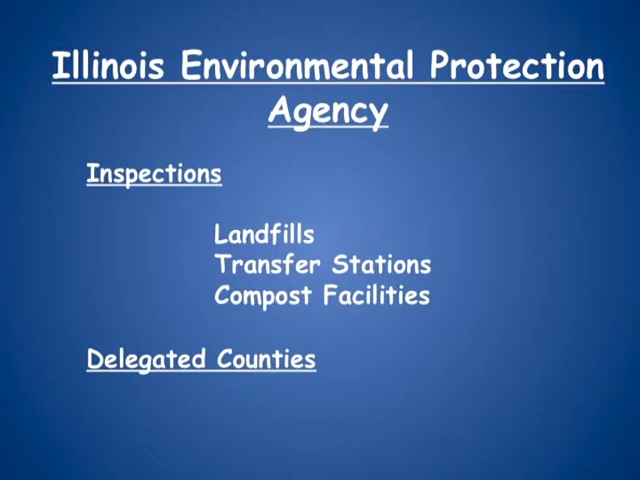 Illinois Environmental Protection
Agency
Inspections
Landfills
Transfer Stations
Compost Facilities
Delegated Counties